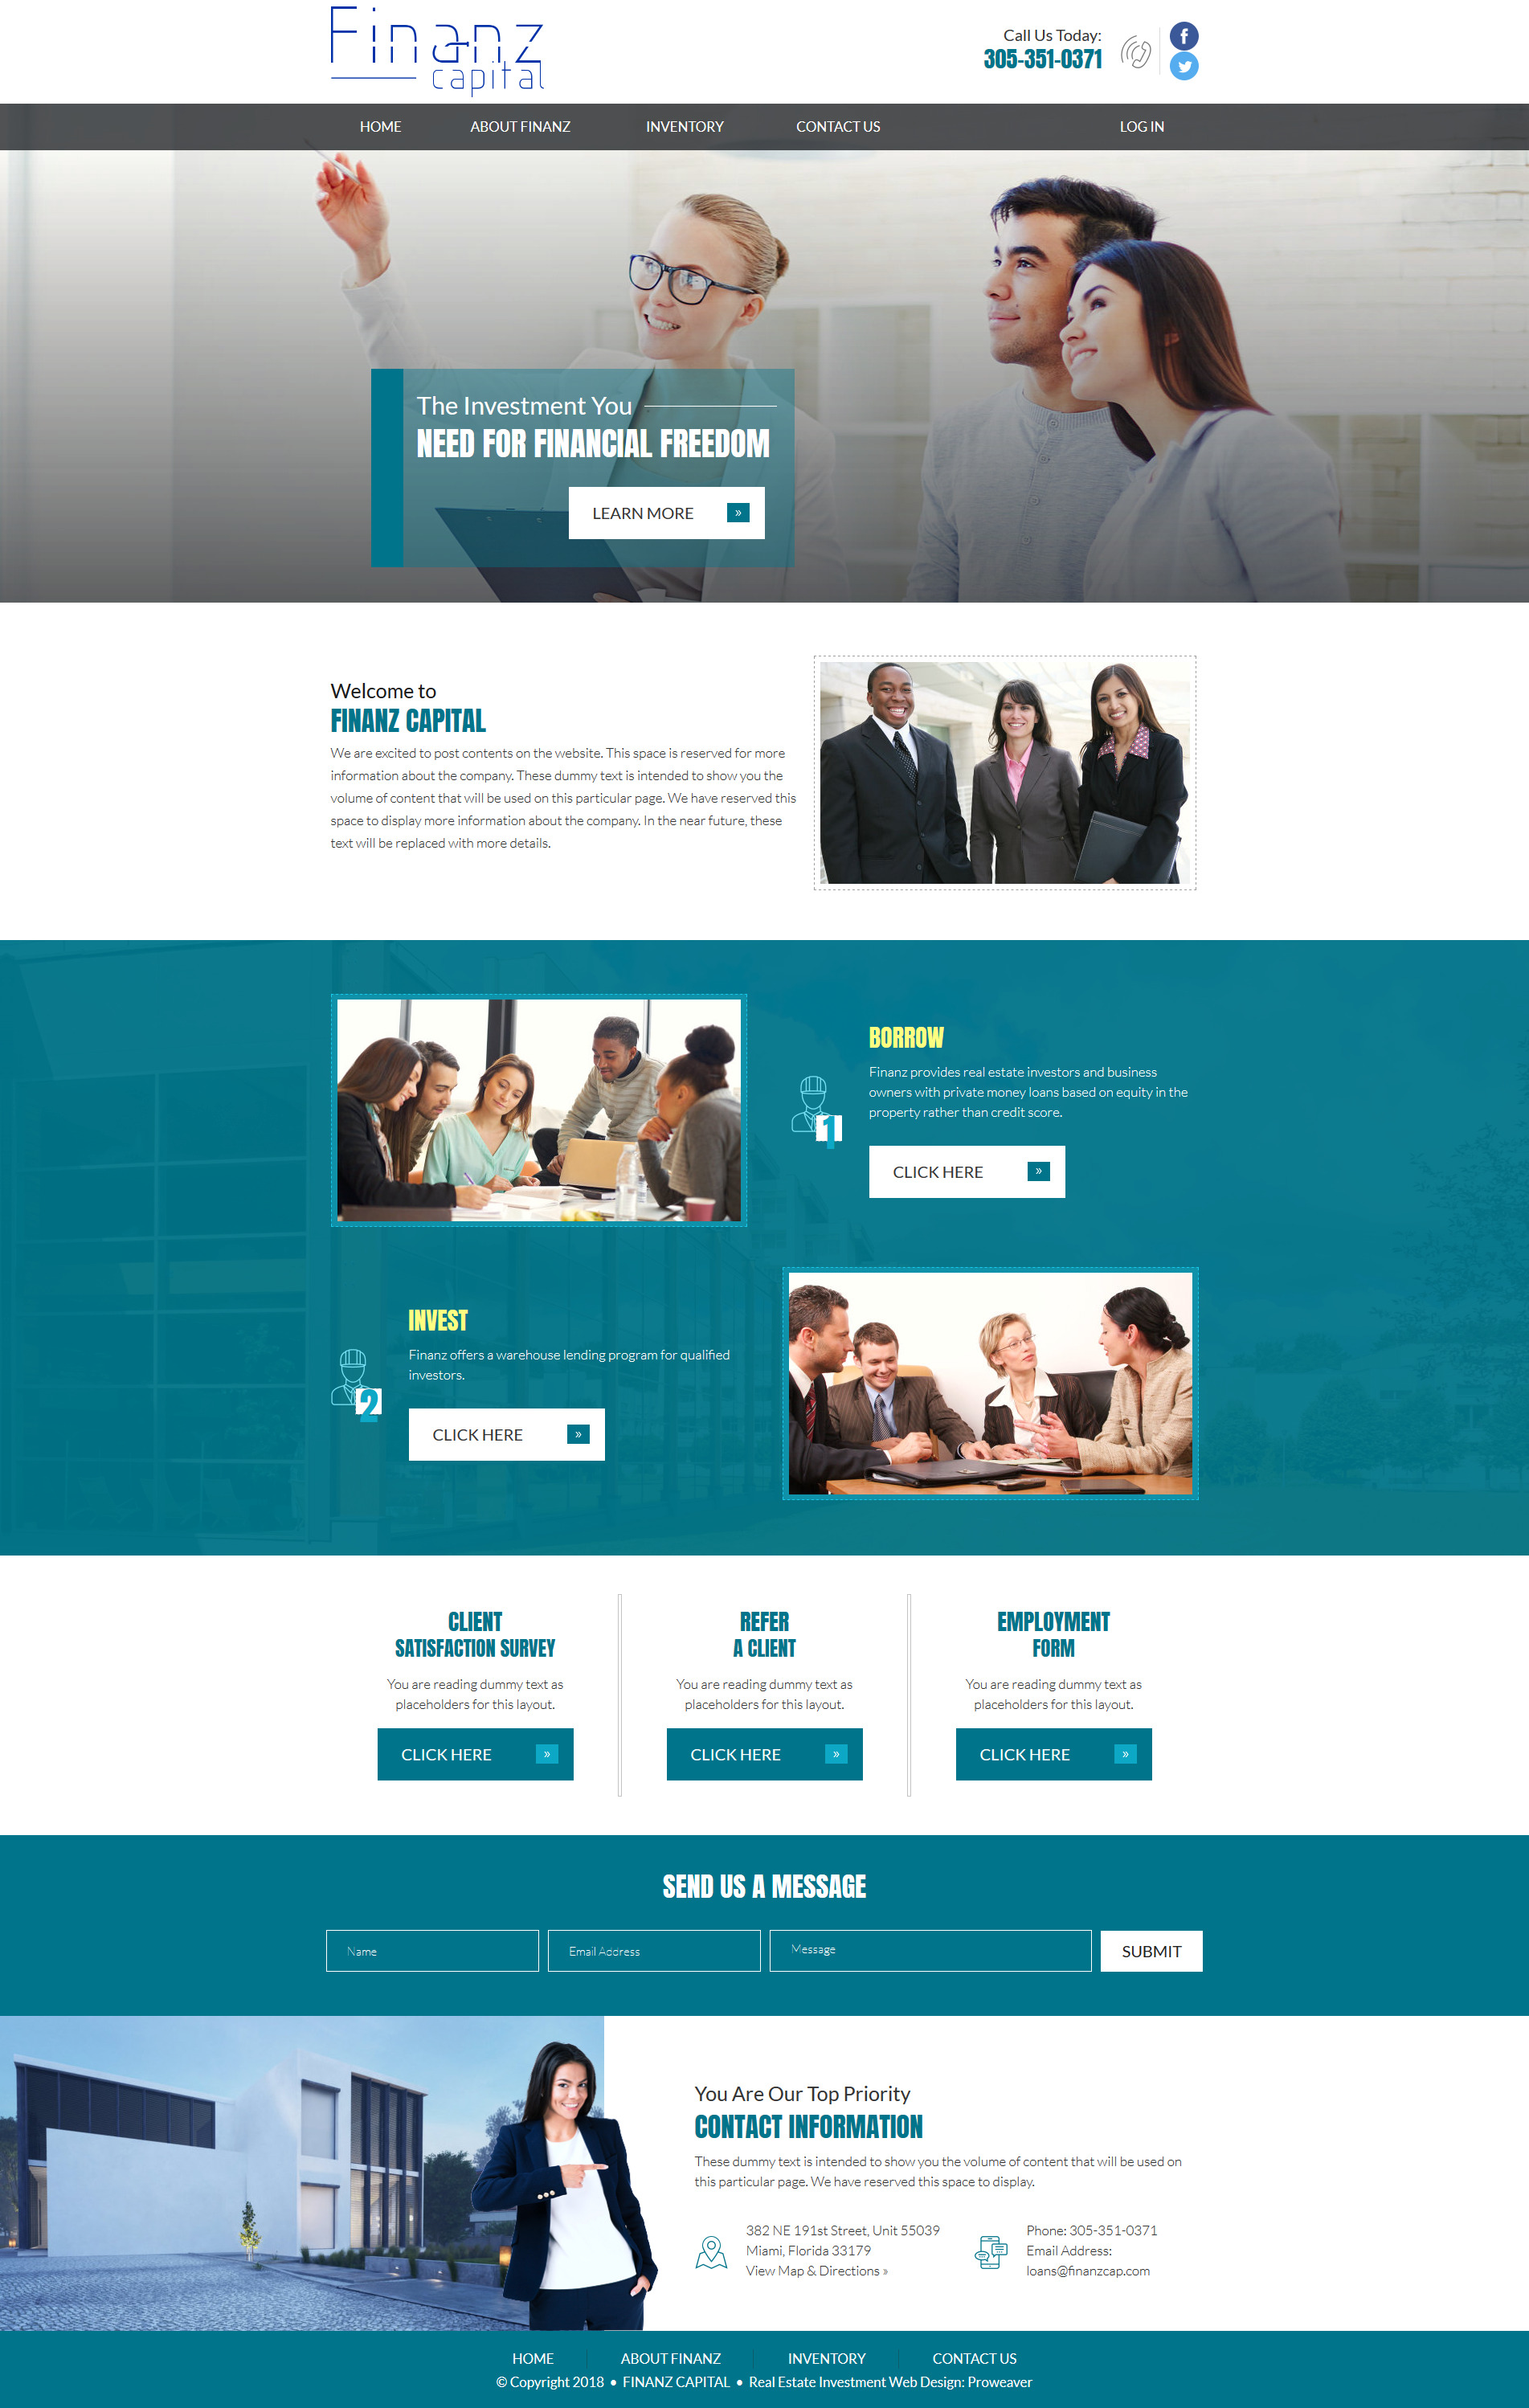 Finanz
capital
Call Us Today:
305-351-0371
HOME
ABOUT FINANZ
INVENTORY
CONTACT US
LOG IN
The Investment You
NEED FOR FINANCIAL FREEDOM
LEARN MORE »
Welcome to
FINANZ CAPITAL
We are excited to post contents on the website. This space is reserved for more
information about the company. These dummy text is intended to show you the
volume of content that will be used on this particular page. We have reserved this
space to display more information about the company. In the near future, these
text will be replaced with more details.
1
BORROW
Finanz provides real estate investors and business
owners with private money loans based on equity in the
property rather than credit score.
CLICK HERE »
2
INVEST
Finanz offers a warehouse lending program for qualified
investors.
CLICK HERE »
CLIENT
SATISFACTION SURVEY
You are reading dummy text as
placeholders for this layout.
CLICK HERE »
REFER
A CLIENT
You are reading dummy text as
placeholders for this layout.
CLICK HERE »
EMPLOYMENT
FORM
You are reading dummy text as
placeholders for this layout.
CLICK HERE »
SEND US A MESSAGE
Name
Email Address
Message
SUBMIT
You Are Our Top Priority
CONTACT INFORMATION
These dummy text is intended to show you the volume of content that will be used on
this particular page. We have reserved this space to display.
382 NE 191st Street, Unit 55039
Miami, Florida 33179
View Map & Directions »
Phone: 305-351-0371
Email Address:
loans@finanzcap.com
HOME
ABOUT FINANZ
INVENTORY
CONTACT US
© Copyright 2018 • FINANZ CAPITAL • Real Estate Investment Web Design: Proweaver